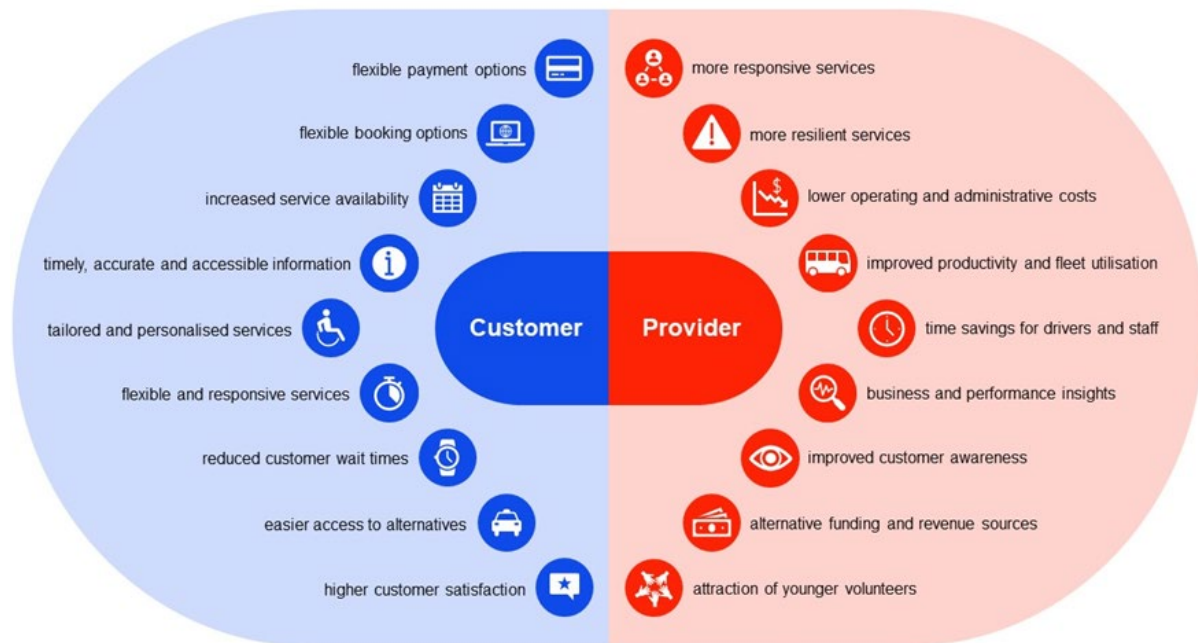 flexible payment options
flexible booking options
increased service availability
timely, accurate and accessible information
tailored and personalised services
flexible and responsive services
reduced customer wait times
easier access to alternatives
higher customer satisfaction
Customer
Provider
more responsive services
more resilient services
$
lower operating and administrative costs
improved productivity and fleet utilisation
time savings for drivers and staff
business and performance insights
improved customer awareness
alternative funding and revenue sources
attraction of younger volunteers